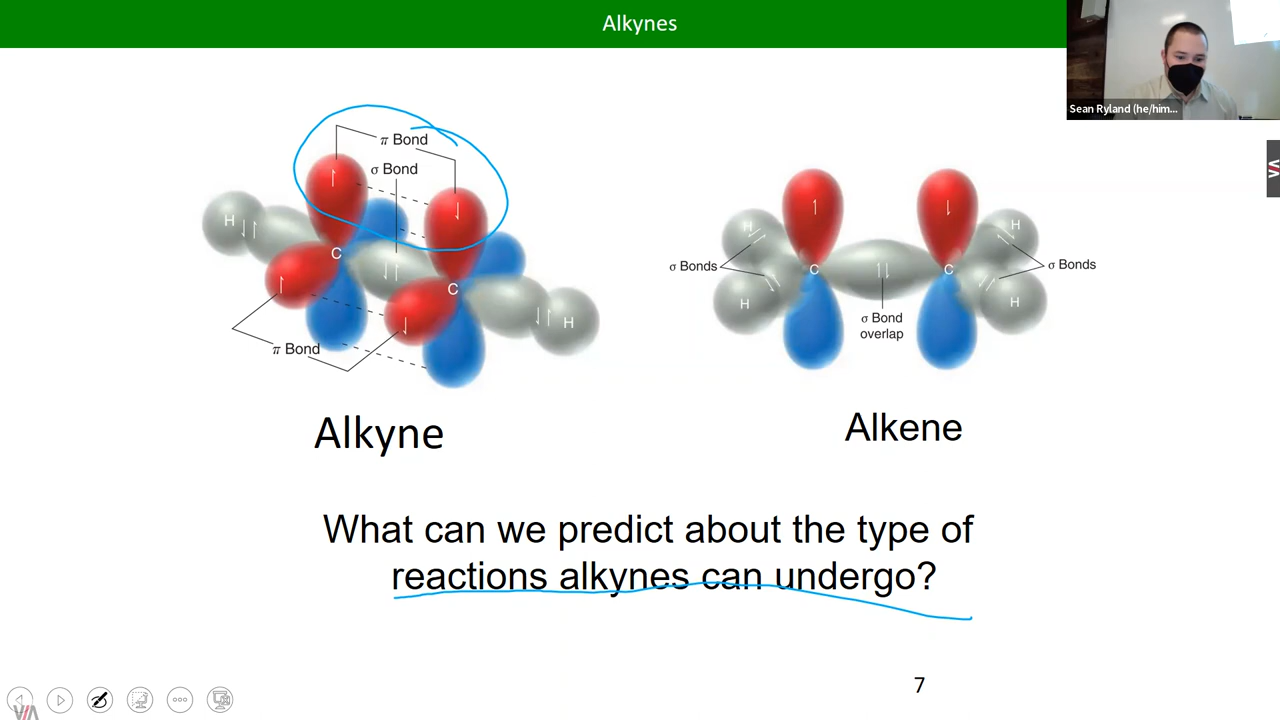 Alkynes
Sean Ryland (he/him...
π Bond
σ Bond
H
C
C
H
π Bond
H
H
σ Bonds
C
C
σ Bonds
H
H
σ Bond
overlap
Alkyne
Alkene
What can we predict about the type of
reactions alkynes can undergo?
7